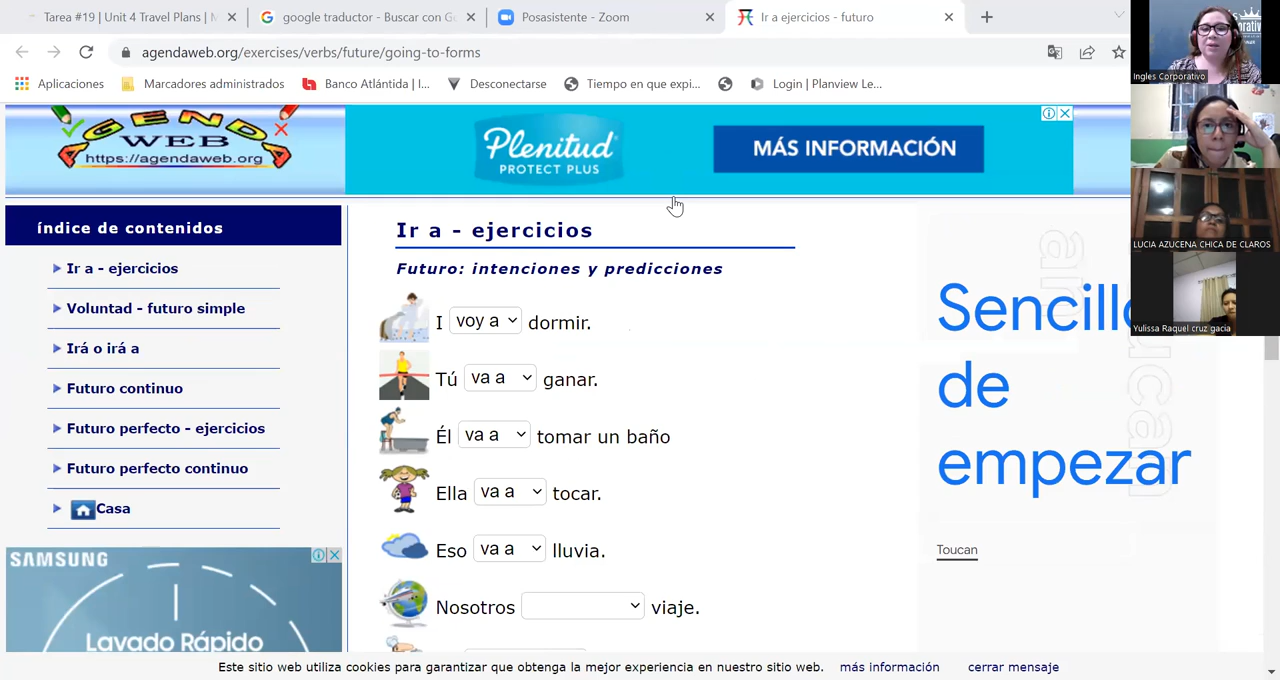 Tarea #19 | Unit 4 Travel Plans | M
google traductor - Buscar con Go
Posasistente - Zoom
Ir a ejercicios - futuro
agendaweb.org/exercises/verbs/future/going-to-forms
Aplicaciones
Marcadores administrados
Banco Atlántida | I...
Desconectarse
Tiempo en que expi...
Login | Planview Le...
Ingles Corporativo
LUCIA AZUCENA CHICA DE CLAROS
Yulissa Raquel cruz gacia
AGENDA
WEB
https://agendaweb.org
Plenitud
PROTECT PLUS
MÁS INFORMACIÓN
índice de contenidos
Ir a - ejercicios
Voluntad - futuro simple
Irá o irá a
Futuro continuo
Futuro perfecto - ejercicios
Futuro perfecto continuo
Casa
SAMSUNG
Lavado Rápido
Ir a - ejercicios
Futuro: intenciones y predicciones
I voy a dormir.
Tú va a ganar.
Él va a tomar un baño
Ella va a tocar.
Eso va a lluvia.
Nosotros viaje.
Sencill
de
empezar
Toucan
Este sitio web utiliza cookies para garantizar que obtenga la mejor experiencia en nuestro sitio web. más información cerrar mensaje